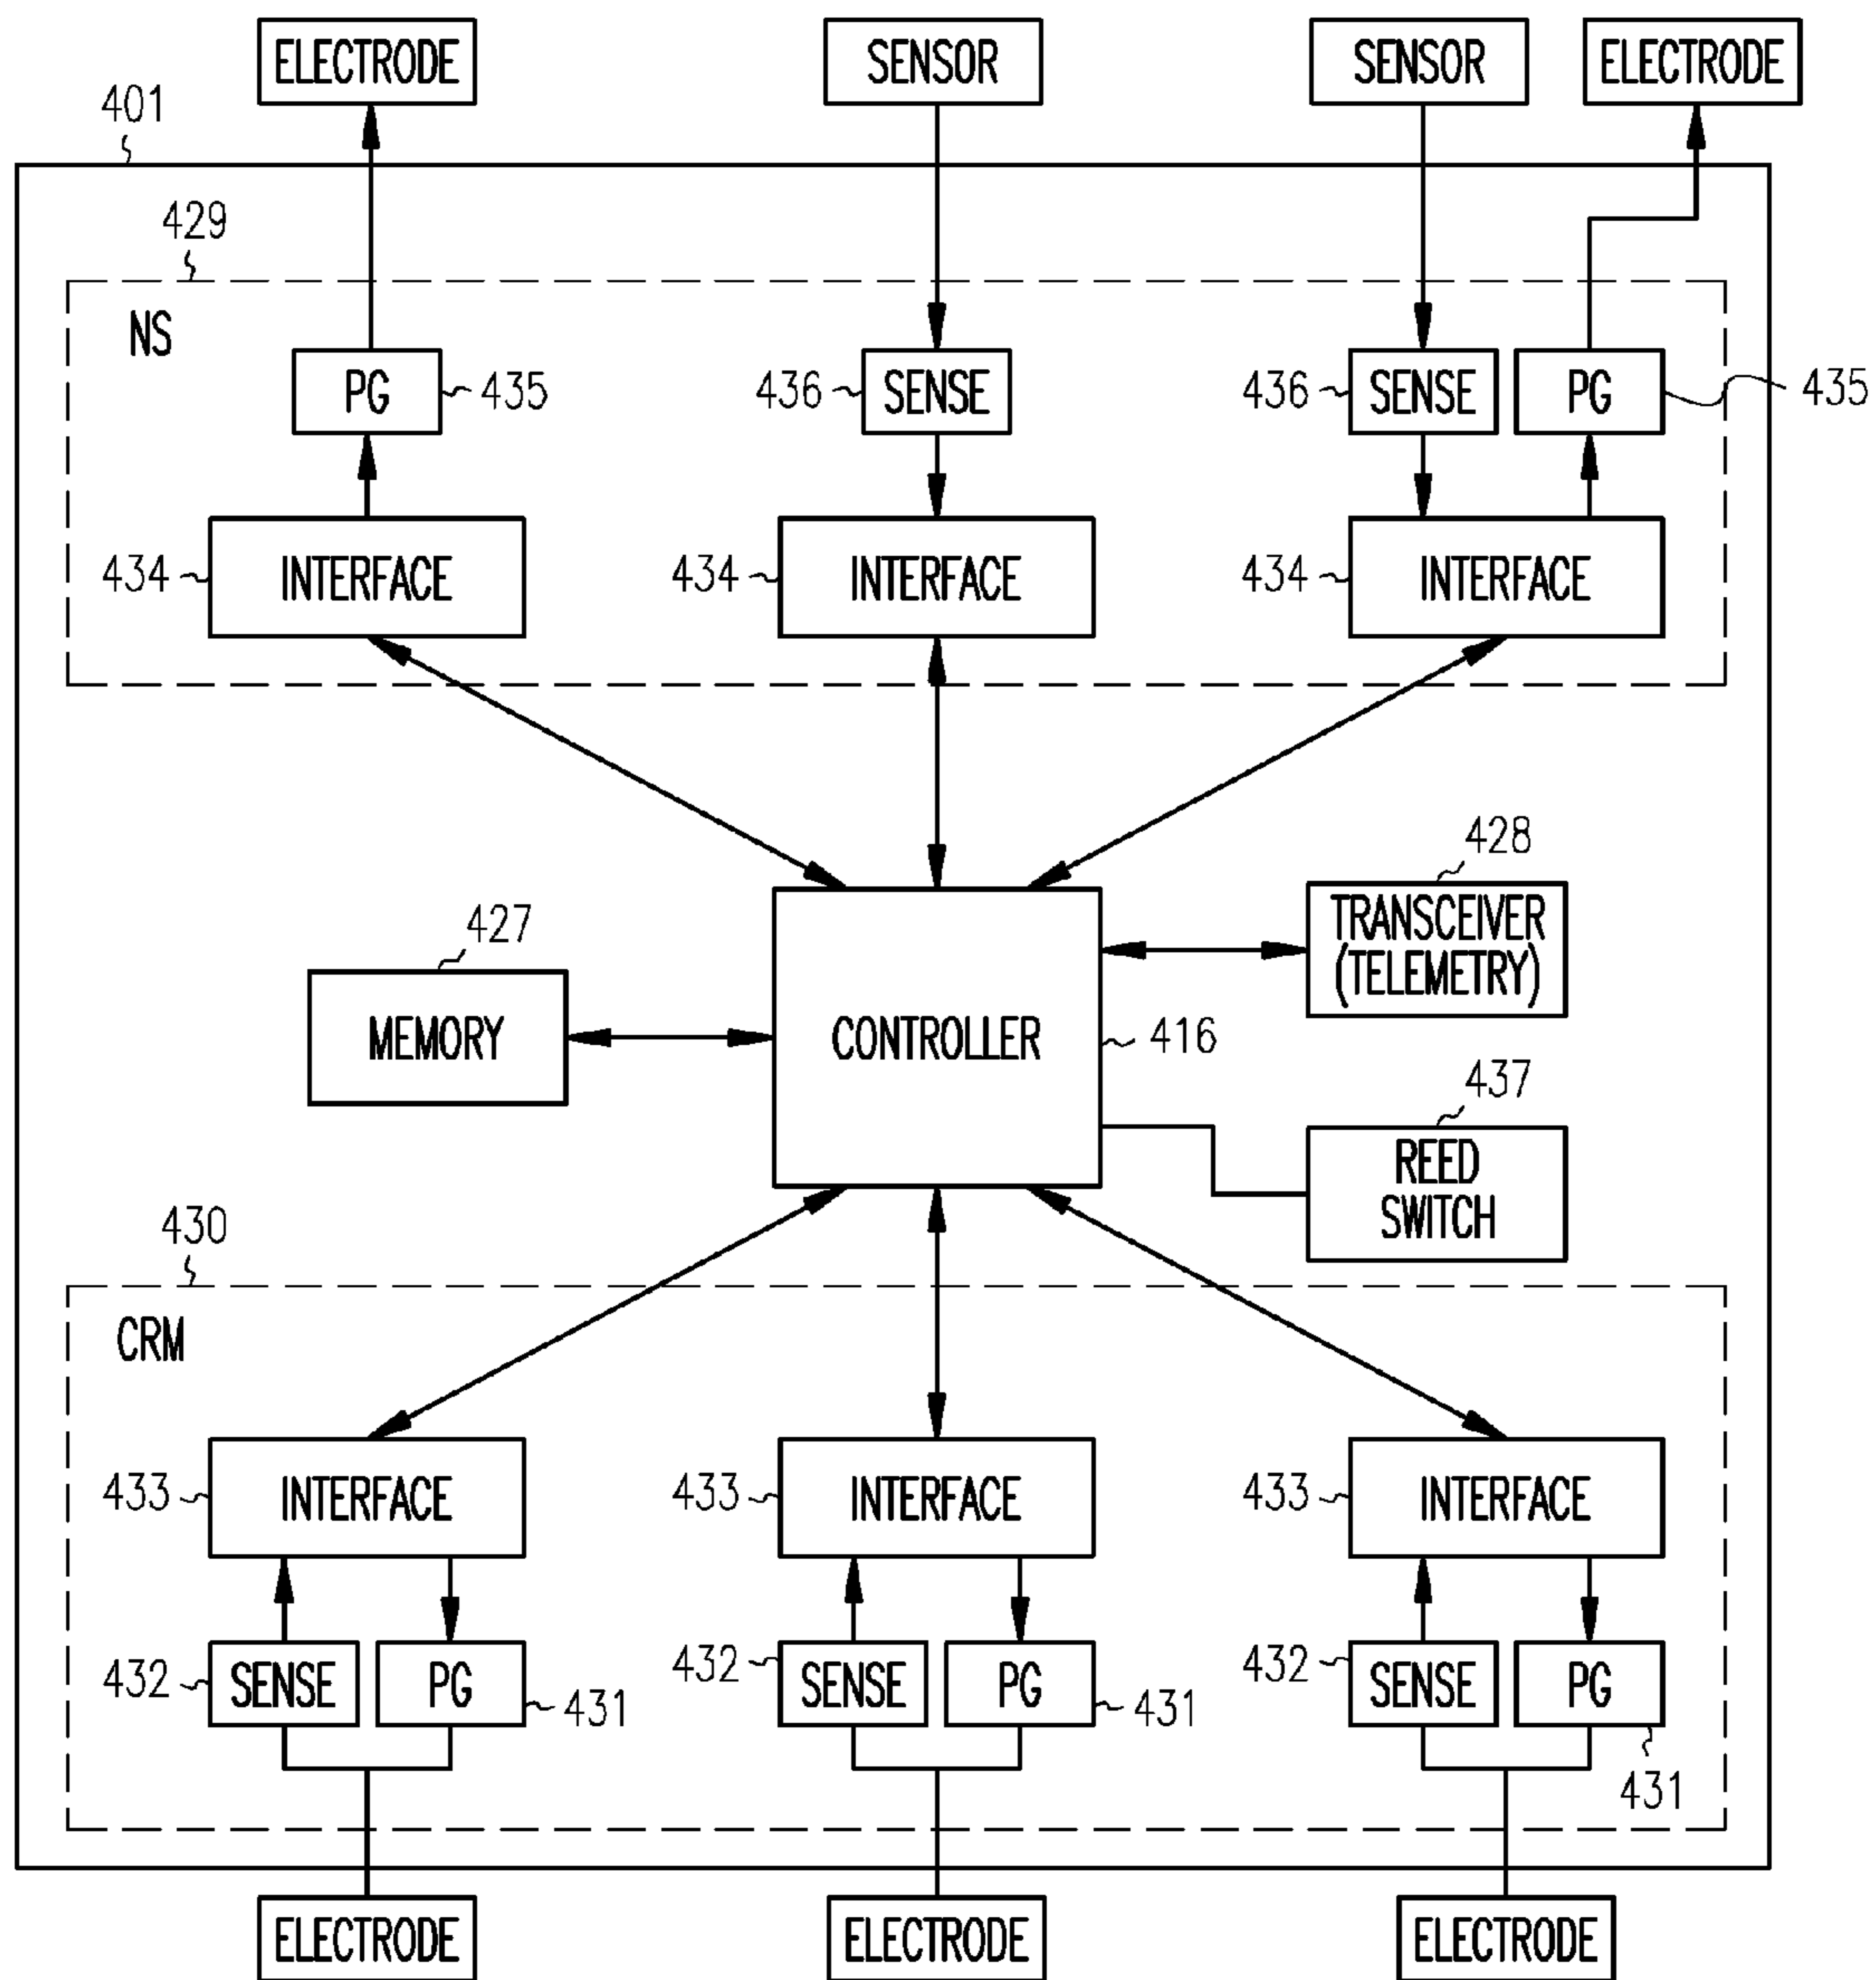 ELECTRODE
SENSOR
SENSOR
ELECTRODE
401
429
NS
PG
435
436
SENSE
436
SENSE
PG
435
434
INTERFACE
434
INTERFACE
434
INTERFACE
428
TRANSCEIVER
(TELEMETRY)
427
MEMORY
CONTROLLER
416
437
REED
SWITCH
430
CRM
433
INTERFACE
433
INTERFACE
433
INTERFACE
432
SENSE
PG
431
432
SENSE
PG
431
432
SENSE
PG
431
ELECTRODE
ELECTRODE
ELECTRODE